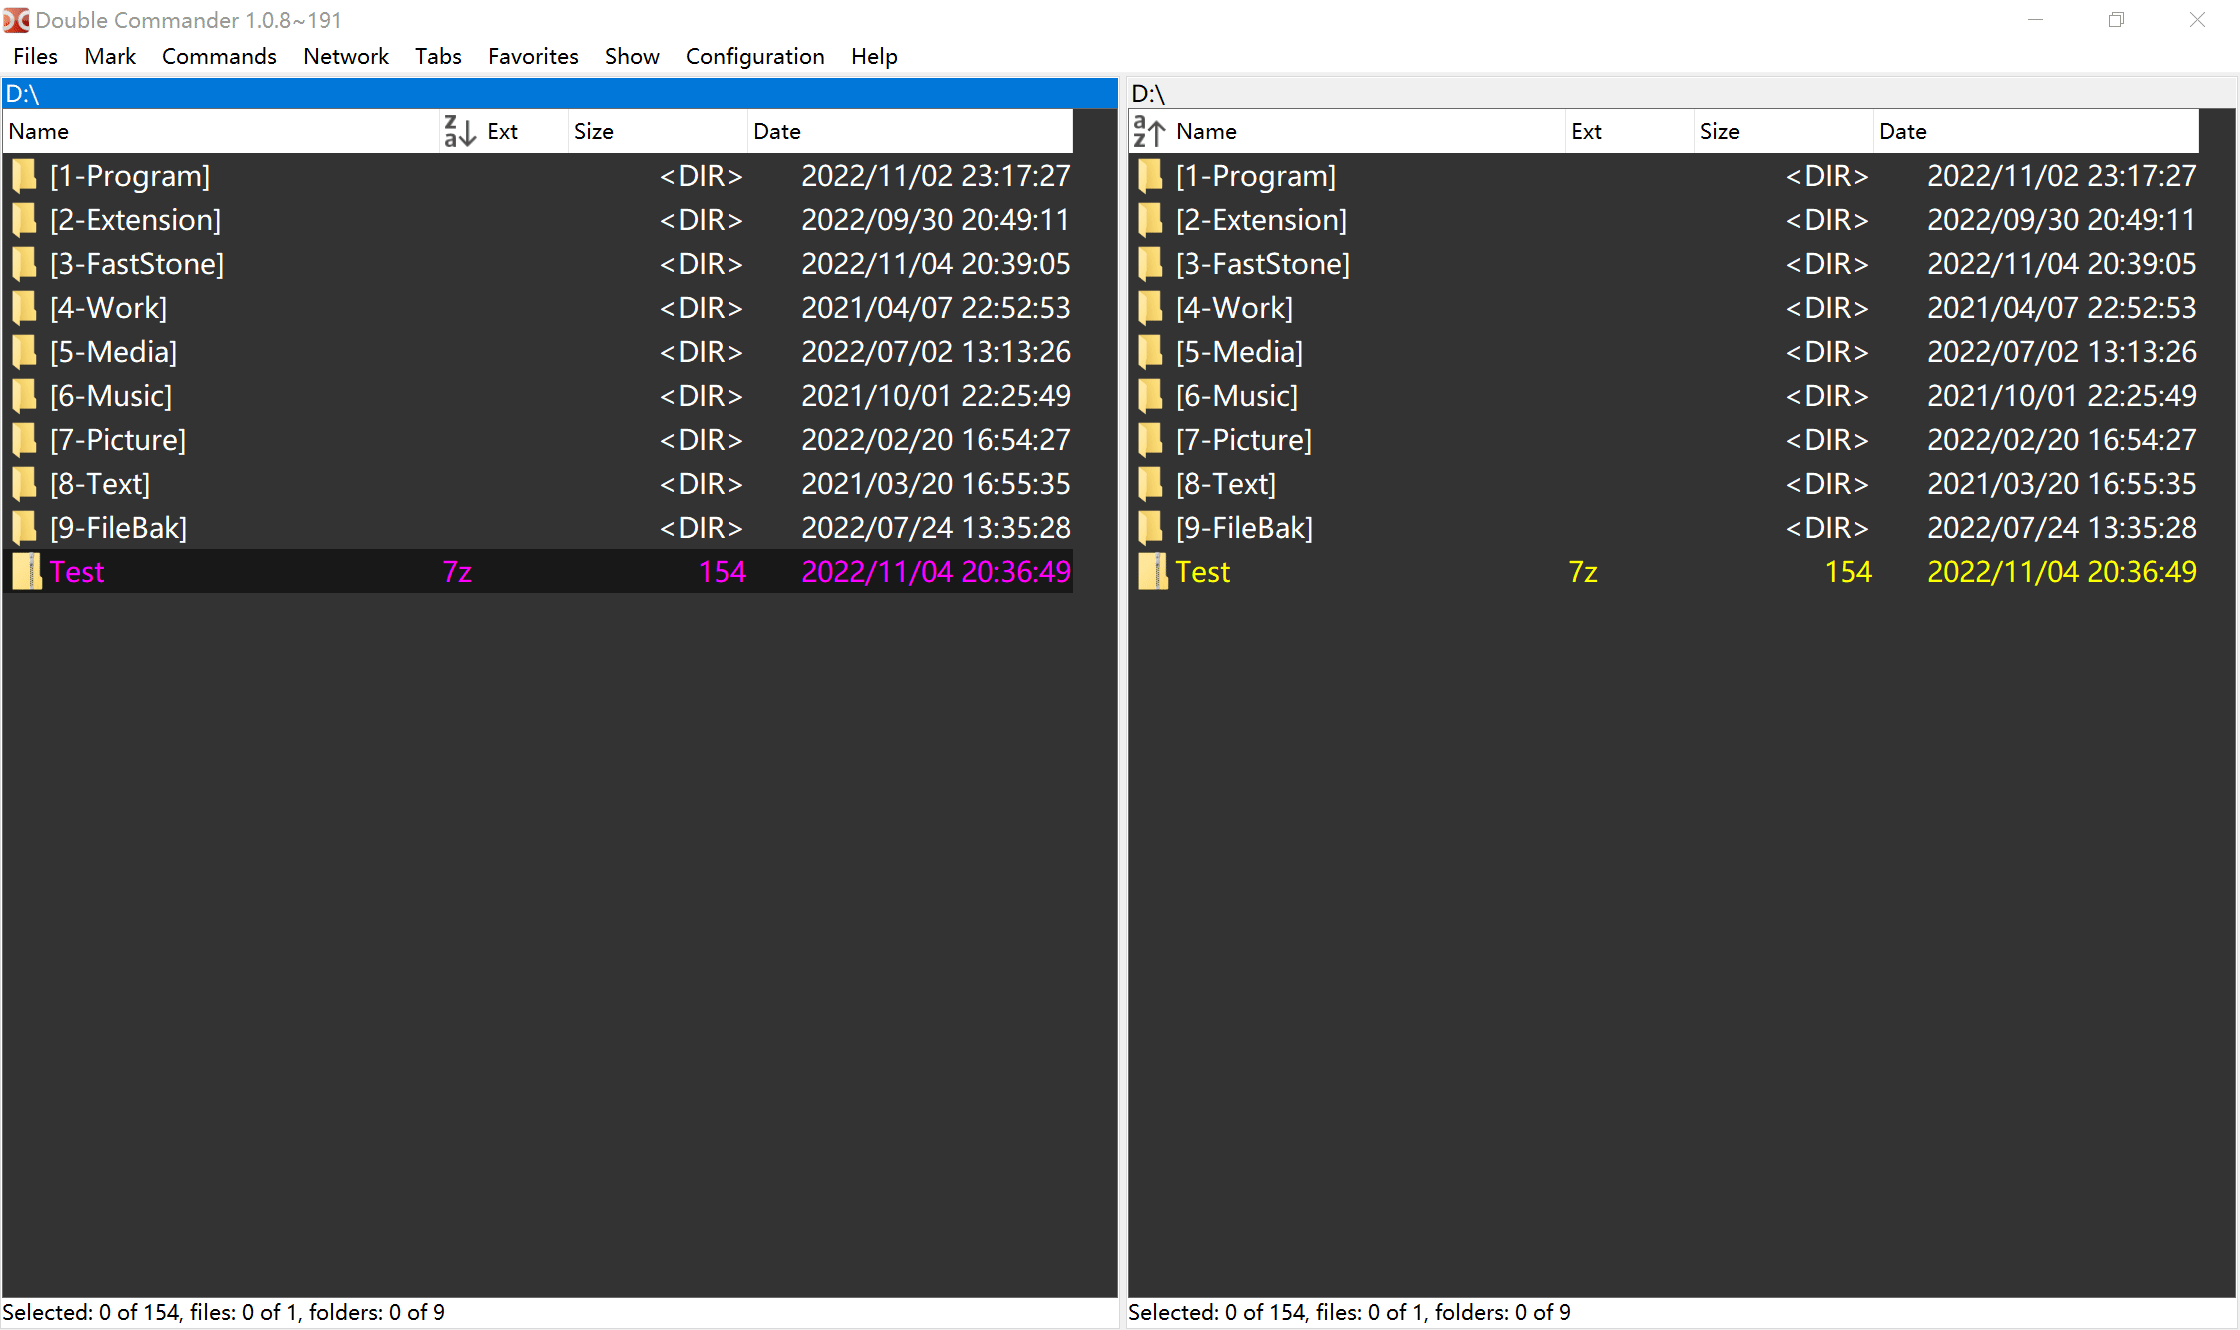 Double Commander 1.0.8~191
Files Mark Commands Network Tabs Favorites Show Configuration Help
D:\
Name Ext Size Date
[1-Program] <DIR> 2022/11/02 23:17:27
[2-Extension] <DIR> 2022/09/30 20:49:11
[3-FastStone] <DIR> 2022/11/04 20:39:05
[4-Work] <DIR> 2021/04/07 22:52:53
[5-Media] <DIR> 2022/07/02 13:13:26
[6-Music] <DIR> 2021/10/01 22:25:49
[7-Picture] <DIR> 2022/02/20 16:54:27
[8-Text] <DIR> 2021/03/20 16:55:35
[9-FileBak] <DIR> 2022/07/24 13:35:28
Test 7z 154 2022/11/04 20:36:49
Selected: 0 of 154, files: 0 of 1, folders: 0 of 9
D:\
Name Ext Size Date
[1-Program] <DIR> 2022/11/02 23:17:27
[2-Extension] <DIR> 2022/09/30 20:49:11
[3-FastStone] <DIR> 2022/11/04 20:39:05
[4-Work] <DIR> 2021/04/07 22:52:53
[5-Media] <DIR> 2022/07/02 13:13:26
[6-Music] <DIR> 2021/10/01 22:25:49
[7-Picture] <DIR> 2022/02/20 16:54:27
[8-Text] <DIR> 2021/03/20 16:55:35
[9-FileBak] <DIR> 2022/07/24 13:35:28
Test 7z 154 2022/11/04 20:36:49
Selected: 0 of 154, files: 0 of 1, folders: 0 of 9